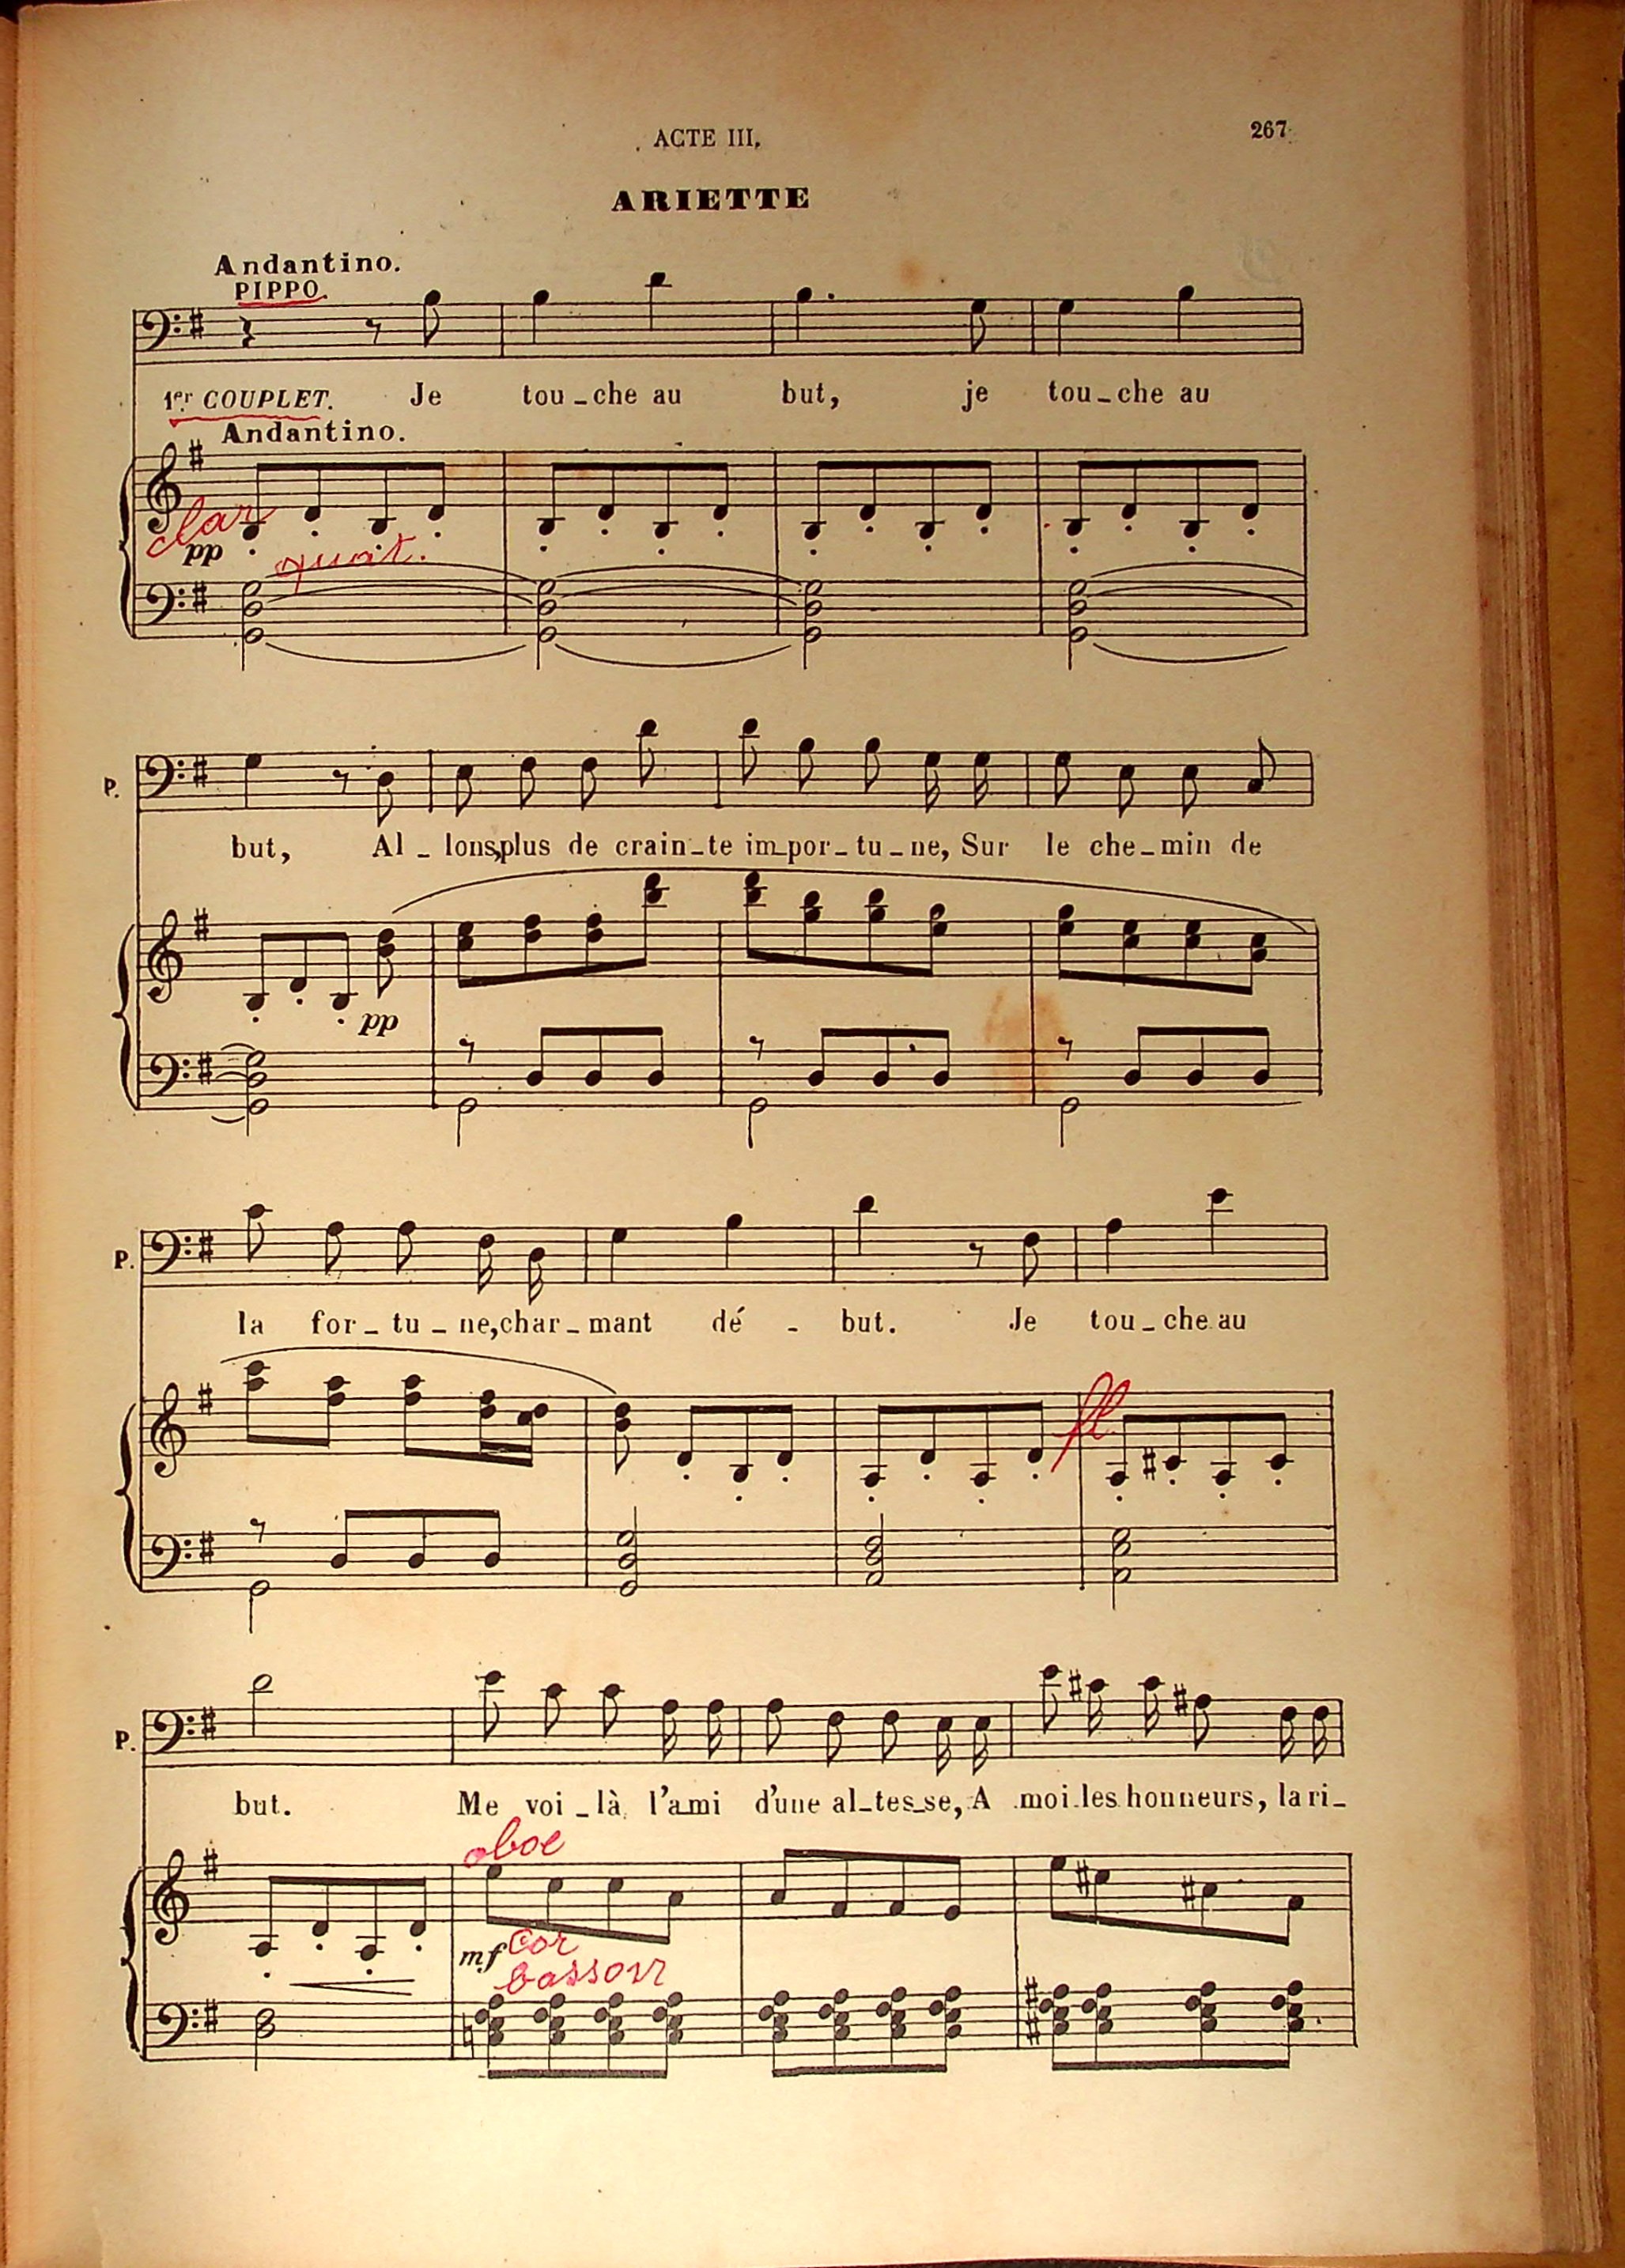 ACTE III.
267
ARIETTE
Andantino.
PIPPO.
1er COUPLET. Je tou_che au but, je tou_che au
Andantino.
clar
pp
quat.
P.
but, Al_lons, plus de crain_te im_por_tu_ne, Sur le che_min de
pp
P.
la for_tu_ne, char_mant dé_but. Je tou_che au
fl
P.
but. Me voi_là l'a_mi d'une al_tes_se, A moi les honneurs, la ri_
oboe
mf cor
basson